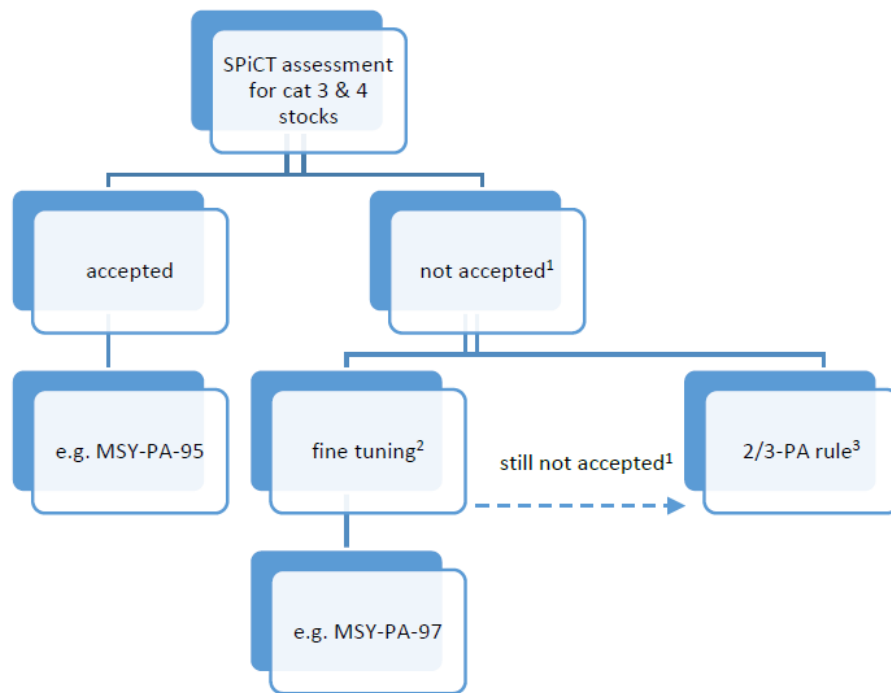 SPiCT assessment
for cat 3 & 4
stocks
accepted
not accepted¹
e.g. MSY-PA-95
fine tuning²
still not accepted¹
2/3-PA rule³
e.g. MSY-PA-97